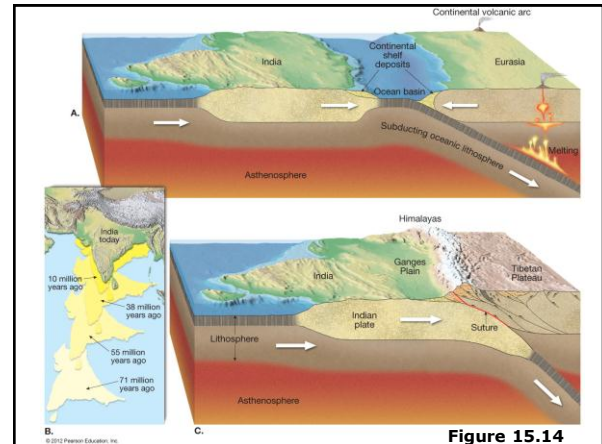 Continental volcanic arc
Continental
shelf
deposits
India
Eurasia
Ocean basin
A.
Subducting oceanic lithosphere
Melting
Asthenosphere
India
today
10 million
years ago
38 million
years ago
55 million
years ago
71 million
years ago
B.
© 2012 Pearson Education, Inc.
Himalayas
Ganges
Plain
Tibetan
Plateau
India
Indian
plate
Suture
Lithosphere
Asthenosphere
C.
Figure 15.14